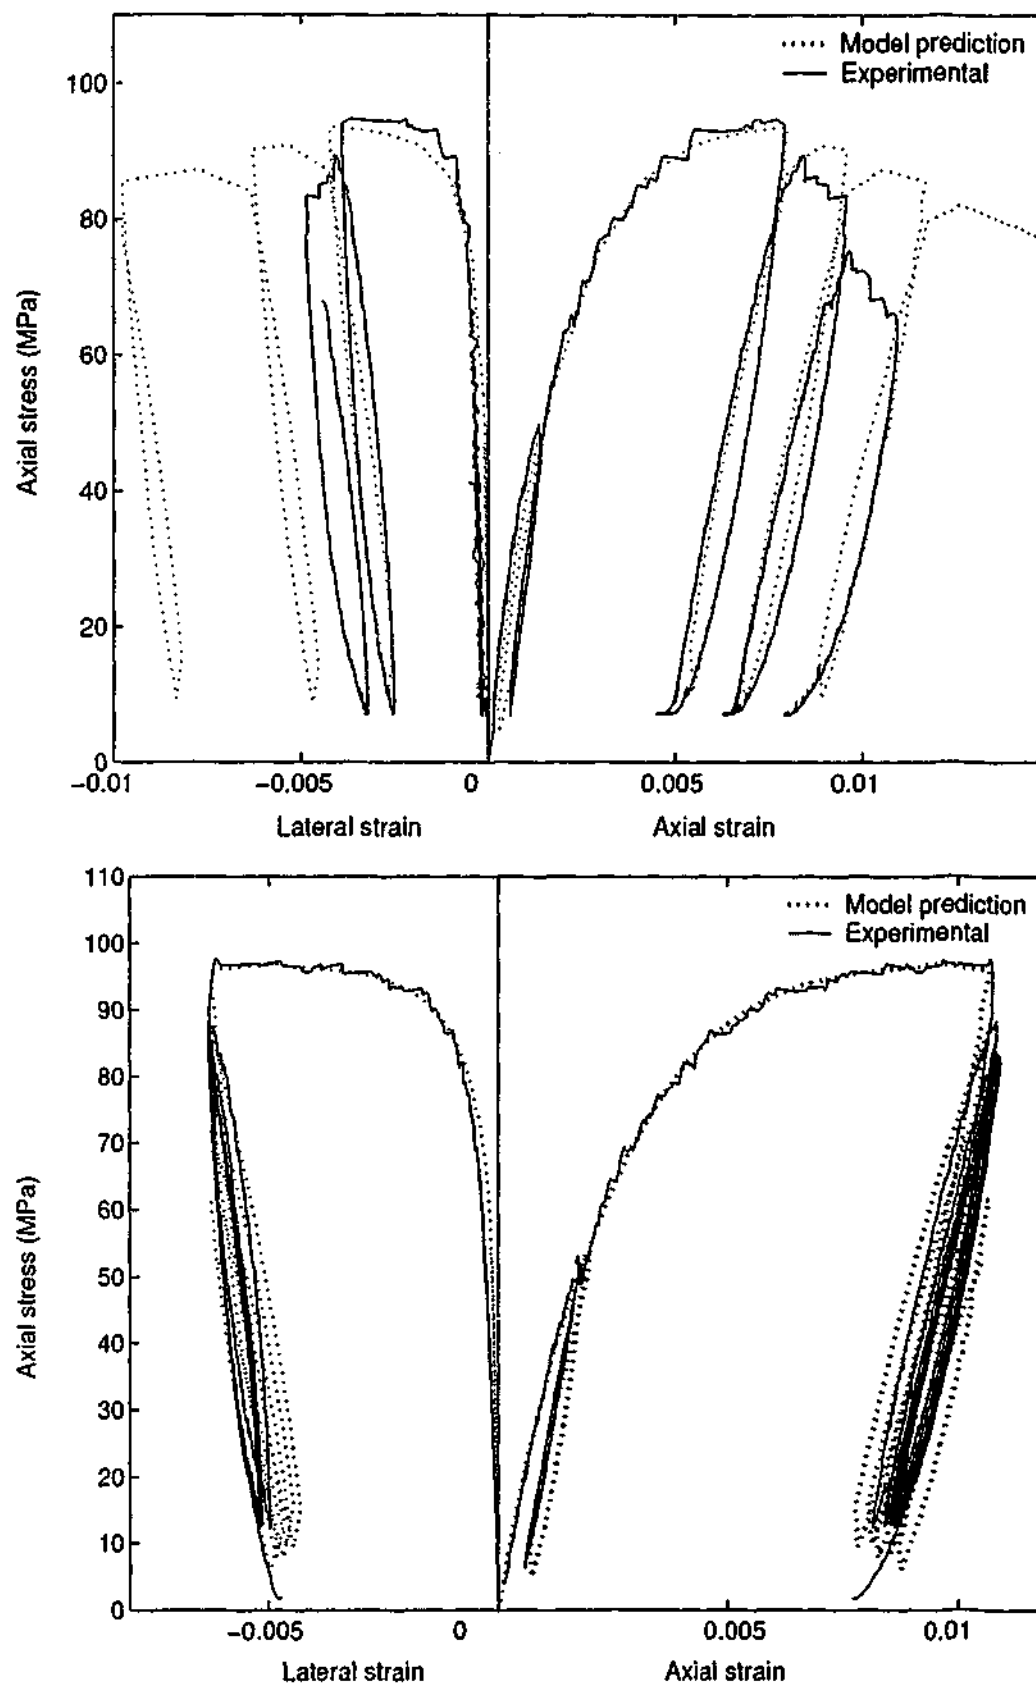 Model prediction
Experimental
100
80
60
40
20
0
Axial stress (MPa)
−0.01 −0.005 0 0.005 0.01
Lateral strain Axial strain
Model prediction
Experimental
110
100
90
80
70
60
50
40
30
20
10
0
Axial stress (MPa)
−0.005 0 0.005 0.01
Lateral strain Axial strain